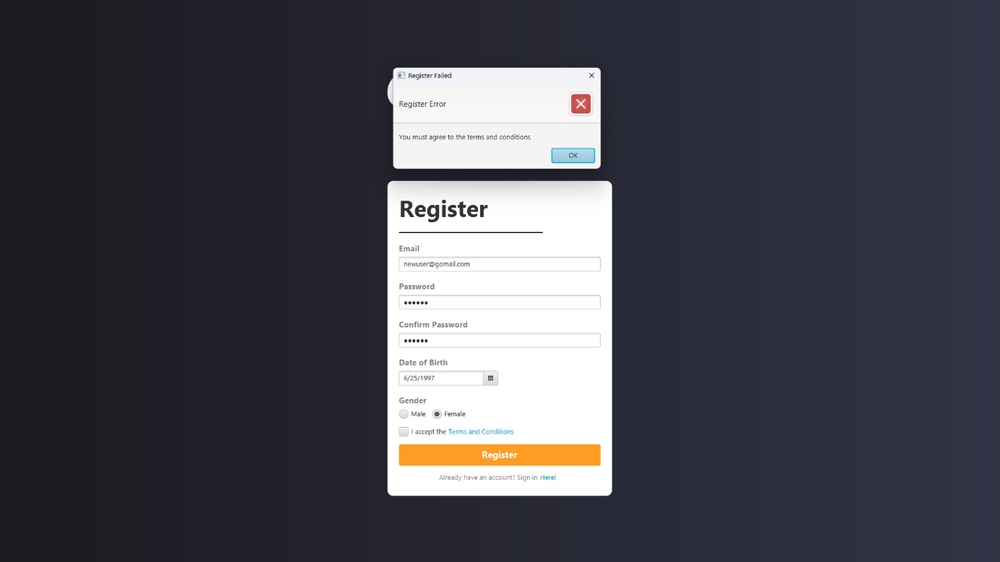 Register Failed
Register Error
You must agree to the terms and conditions
OK
Register
Email
newuser@gomail.com
Password
●●●●●●
Confirm Password
●●●●●●
Date of Birth
6/25/1997
Gender
Male Female
I accept the Terms and Conditions
Register
Already have an account? Sign in Here!